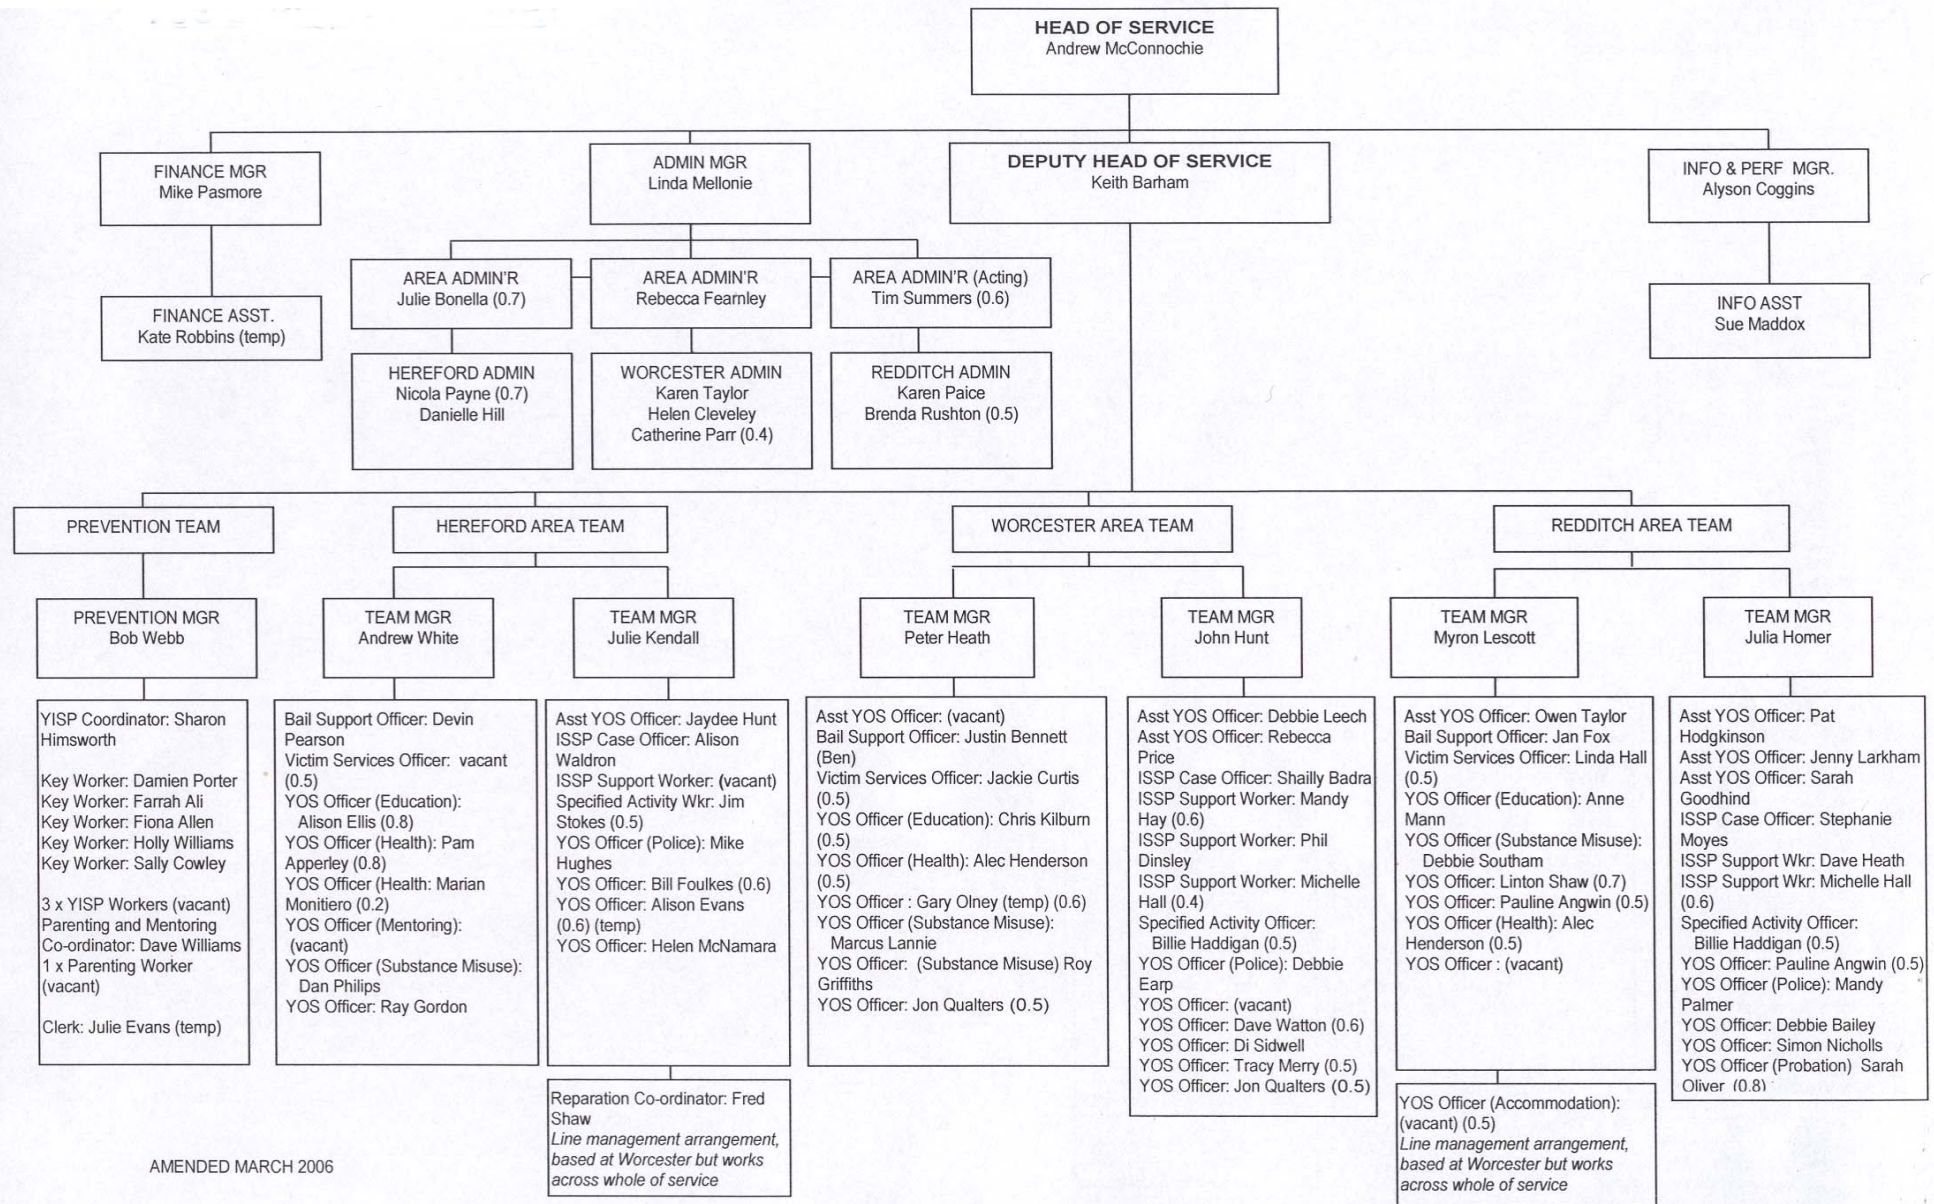 HEAD OF SERVICE
Andrew McConnochie
FINANCE MGR
Mike Pasmore
ADMIN MGR
Linda Mellonie
DEPUTY HEAD OF SERVICE
Keith Barham
INFO & PERF MGR.
Alyson Coggins
FINANCE ASST.
Kate Robbins (temp)
AREA ADMIN'R
Julie Bonella (0.7)
AREA ADMIN'R
Rebecca Fearnley
AREA ADMIN'R (Acting)
Tim Summers (0.6)
INFO ASST
Sue Maddox
HEREFORD ADMIN
Nicola Payne (0.7)
Danielle Hill
WORCESTER ADMIN
Karen Taylor
Helen Cleveley
Catherine Parr (0.4)
REDDITCH ADMIN
Karen Paice
Brenda Rushton (0.5)
PREVENTION TEAM
HEREFORD AREA TEAM
WORCESTER AREA TEAM
REDDITCH AREA TEAM
PREVENTION MGR
Bob Webb
TEAM MGR
Andrew White
TEAM MGR
Julie Kendall
TEAM MGR
Peter Heath
TEAM MGR
John Hunt
TEAM MGR
Myron Lescott
TEAM MGR
Julia Homer
YISP Coordinator: Sharon
Himsworth
Key Worker: Damien Porter
Key Worker: Farrah Ali
Key Worker: Fiona Allen
Key Worker: Holly Williams
Key Worker: Sally Cowley
3 x YISP Workers (vacant)
Parenting and Mentoring
Co-ordinator: Dave Williams
1 x Parenting Worker
(vacant)
Clerk: Julie Evans (temp)
Bail Support Officer: Devin
Pearson
Victim Services Officer: vacant
(0.5)
YOS Officer (Education):
Alison Ellis (0.8)
YOS Officer (Health): Pam
Apperley (0.8)
YOS Officer (Health: Marian
Monitiero (0.2)
YOS Officer (Mentoring):
(vacant)
YOS Officer (Substance Misuse):
Dan Philips
YOS Officer: Ray Gordon
Asst YOS Officer: Jaydee Hunt
ISSP Case Officer: Alison
Waldron
ISSP Support Worker: (vacant)
Specified Activity Wkr: Jim
Stokes (0.5)
YOS Officer (Police): Mike
Hughes
YOS Officer: Bill Foulkes (0.6)
YOS Officer: Alison Evans
(0.6) (temp)
YOS Officer: Helen McNamara
Reparation Co-ordinator: Fred
Shaw
Line management arrangement,
based at Worcester but works
across whole of service
Asst YOS Officer: (vacant)
Bail Support Officer: Justin Bennett
(Ben)
Victim Services Officer: Jackie Curtis
(0.5)
YOS Officer (Education): Chris Kilburn
(0.5)
YOS Officer (Health): Alec Henderson
(0.5)
YOS Officer : Gary Olney (temp) (0.6)
YOS Officer (Substance Misuse):
Marcus Lannie
YOS Officer: (Substance Misuse) Roy
Griffiths
YOS Officer: Jon Qualters (0.5)
Asst YOS Officer: Debbie Leech
Asst YOS Officer: Rebecca
Price
ISSP Case Officer: Shailly Badra
ISSP Support Worker: Mandy
Hay (0.6)
ISSP Support Worker: Phil
Dinsley
ISSP Support Worker: Michelle
Hall (0.4)
Specified Activity Officer:
Billie Haddigan (0.5)
YOS Officer (Police): Debbie
Earp
YOS Officer: (vacant)
YOS Officer: Dave Watton (0.6)
YOS Officer: Di Sidwell
YOS Officer: Tracy Merry (0.5)
YOS Officer: Jon Qualters (0.5)
Asst YOS Officer: Owen Taylor
Bail Support Officer: Jan Fox
Victim Services Officer: Linda Hall
(0.5)
YOS Officer (Education): Anne
Mann
YOS Officer (Substance Misuse):
Debbie Southam
YOS Officer: Linton Shaw (0.7)
YOS Officer: Pauline Angwin (0.5)
YOS Officer (Health): Alec
Henderson (0.5)
YOS Officer : (vacant)
YOS Officer (Accommodation):
(vacant) (0.5)
Line management arrangement,
based at Worcester but works
across whole of service
Asst YOS Officer: Pat
Hodgkinson
Asst YOS Officer: Jenny Larkham
Asst YOS Officer: Sarah
Goodhind
ISSP Case Officer: Stephanie
Moyes
ISSP Support Wkr: Dave Heath
ISSP Support Wkr: Michelle Hall
(0.6)
Specified Activity Officer:
Billie Haddigan (0.5)
YOS Officer: Pauline Angwin (0.5)
YOS Officer (Police): Mandy
Palmer
YOS Officer: Debbie Bailey
YOS Officer: Simon Nicholls
YOS Officer (Probation) Sarah
Oliver (0.8)
AMENDED MARCH 2006